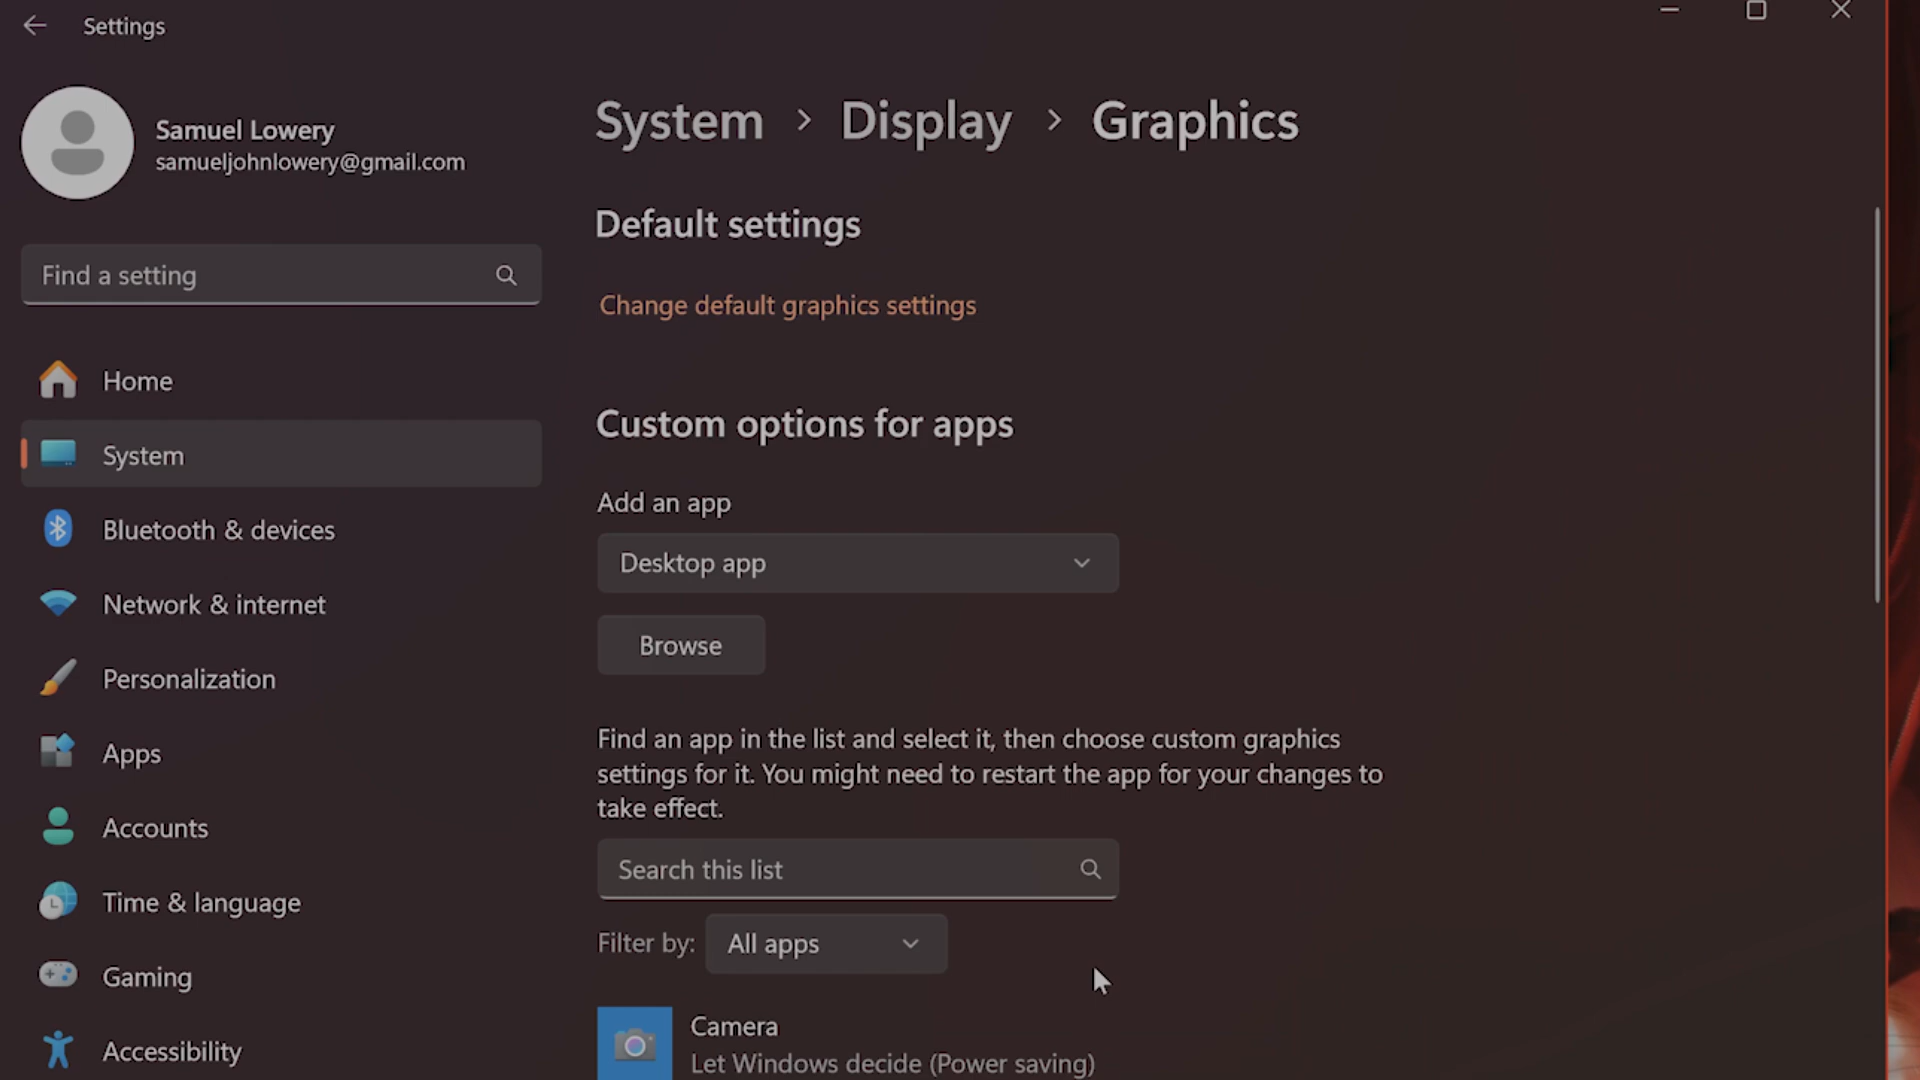 Settings
Samuel Lowery
samueljohnlowery@gmail.com
Find a setting
Home
System
Bluetooth & devices
Network & internet
Personalization
Apps
Accounts
Time & language
Gaming
Accessibility
System > Display > Graphics
Default settings
Change default graphics settings
Custom options for apps
Add an app
Desktop app
Browse
Find an app in the list and select it, then choose custom graphics
settings for it. You might need to restart the app for your changes to
take effect.
Search this list
Filter by: All apps
Camera
Let Windows decide (Power saving)